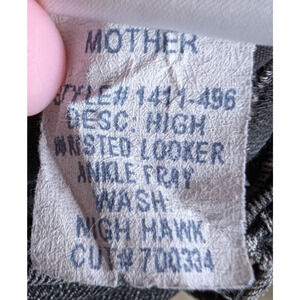 MOTHER
STYLE# 1411-496
DESC. HIGH
WAISTED LOOKER
ANKLE FRAY
WASH
NIGH HAWK
CUT# 700334